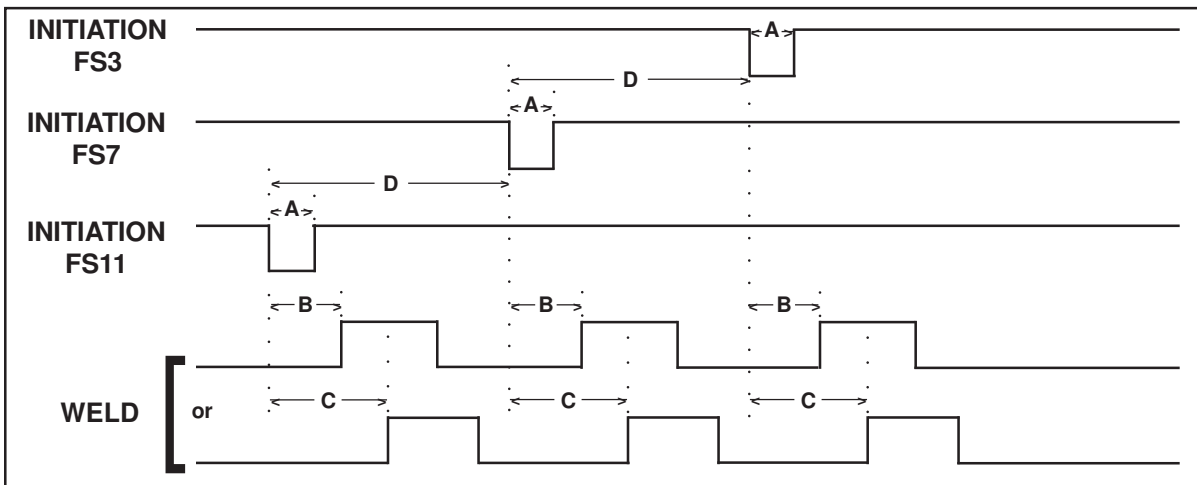 INITIATION
FS3
A
D
INITIATION
FS7
A
D
INITIATION
FS11
A
B
B
B
WELD
or
C
C
C